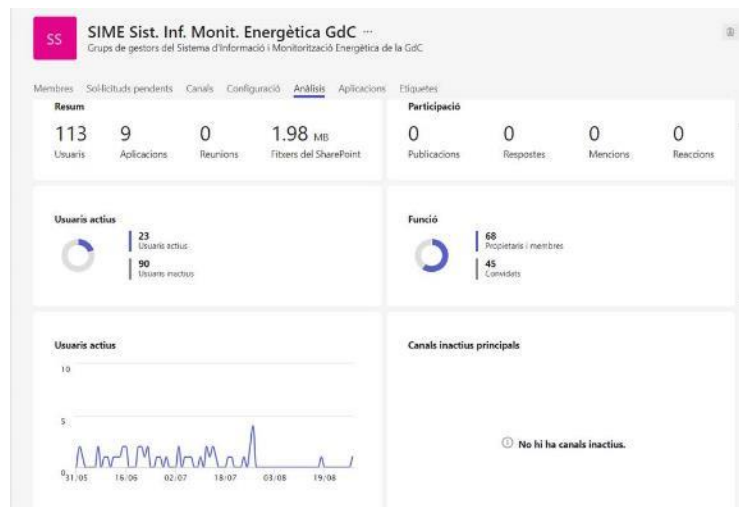 SS
SIME Sist. Inf. Monit. Energètica GdC ···
Grups de gestors del Sistema d'Informació i Monitorització Energètica de la GdC
Membres Sol·licituds pendents Canals Configuració Anàlisis Aplicacions Etiquetes
Resum
113 9 0 1.98 MB
Usuaris Aplicacions Reunions Fitxers del SharePoint
Participació
0 0 0 0
Publicacions Respostes Mencions Reaccions
Usuaris actius
23
Usuaris actius
90
Usuaris inactius
Funció
68
Propietaris i membres
45
Convidats
Usuaris actius
10
5
0
31/05 16/06 02/07 18/07 03/08 19/08
Canals inactius principals
No hi ha canals inactius.